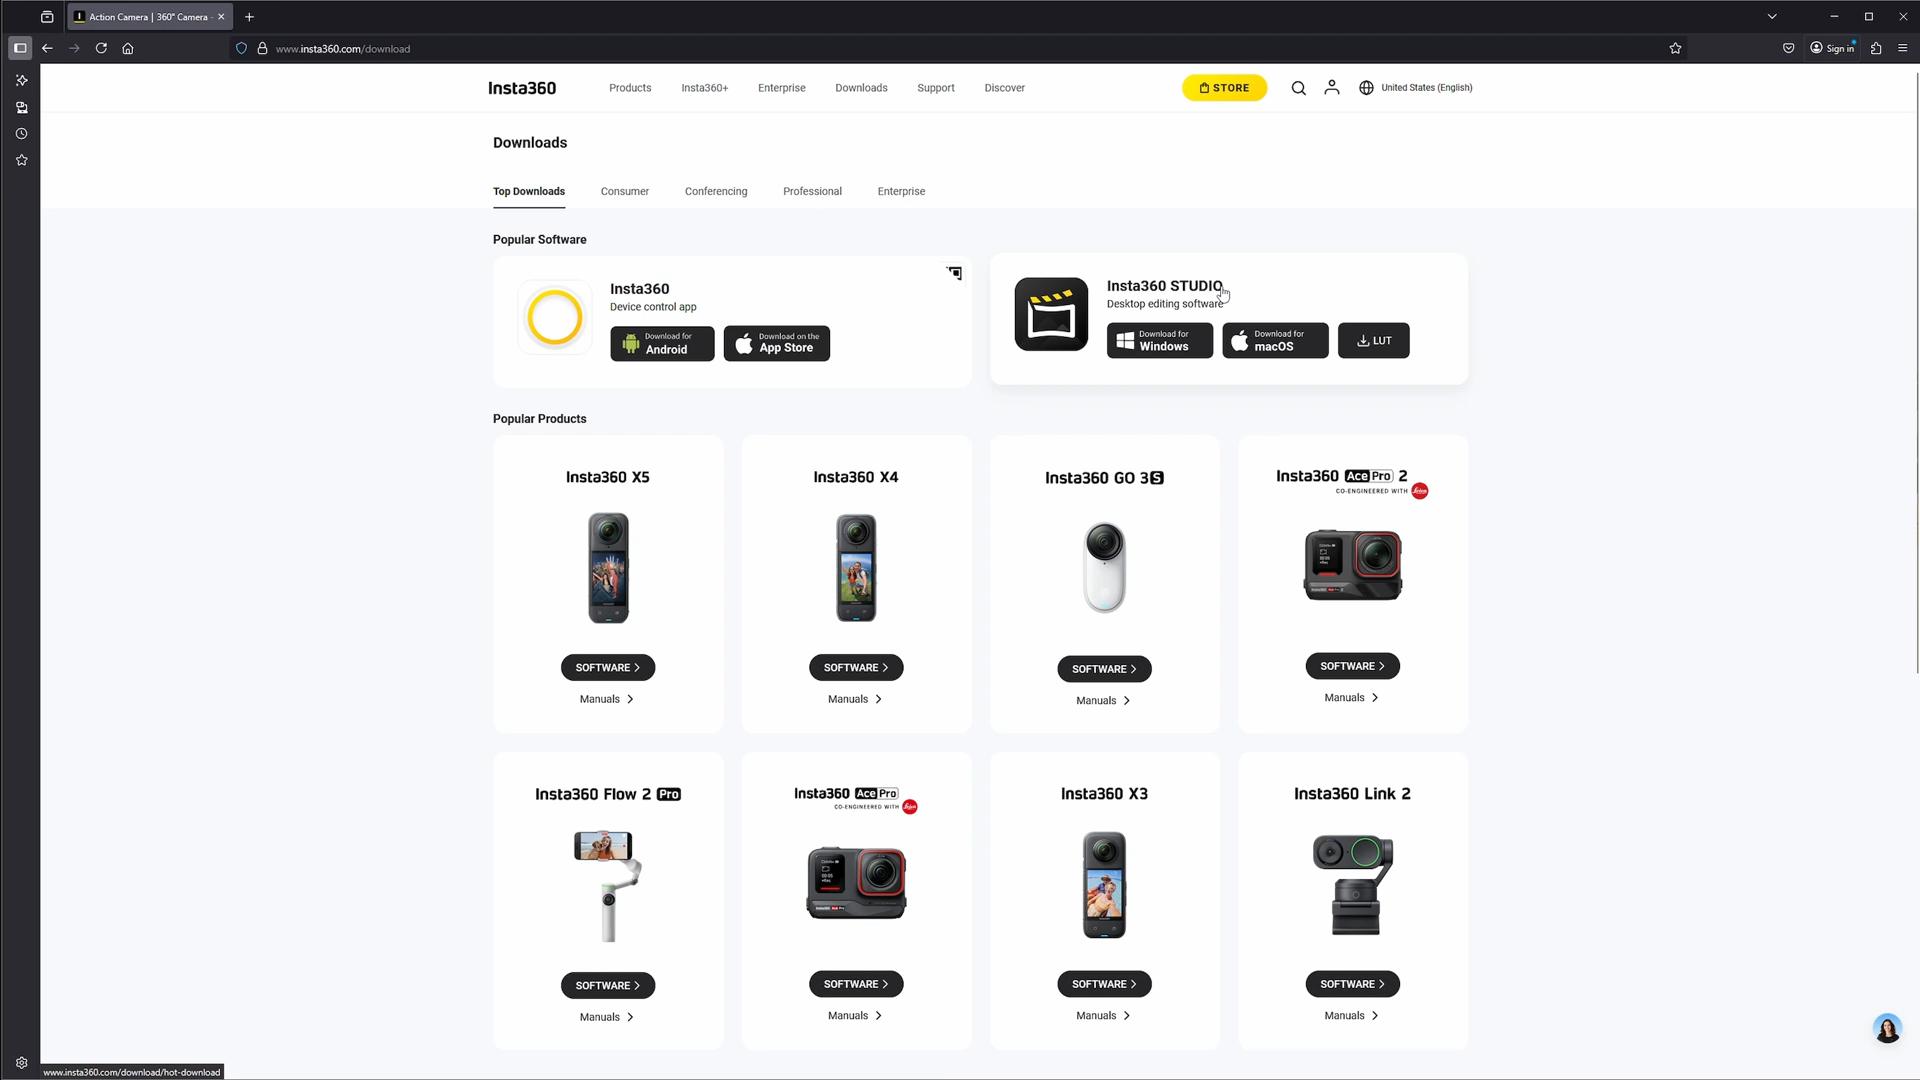 Action Camera | 360° Camera -
www.insta360.com/download
Sign in
Insta360
Products
Insta360+
Enterprise
Downloads
Support
Discover
STORE
United States (English)
Downloads
Top Downloads
Consumer
Conferencing
Professional
Enterprise
Popular Software
Insta360
Device control app
Download for
Android
Download on the
App Store
Insta360 STUDIO
Desktop editing software
Download for
Windows
Download for
macOS
LUT
Popular Products
Insta360 X5
SOFTWARE
Manuals
Insta360 X4
SOFTWARE
Manuals
Insta360 GO 3S
SOFTWARE
Manuals
Insta360 Ace Pro 2
CO-ENGINEERED WITH Leica
SOFTWARE
Manuals
Insta360 Flow 2 Pro
SOFTWARE
Manuals
Insta360 Ace Pro
CO-ENGINEERED WITH Leica
SOFTWARE
Manuals
Insta360 X3
SOFTWARE
Manuals
Insta360 Link 2
SOFTWARE
Manuals
www.insta360.com/download/hot-download